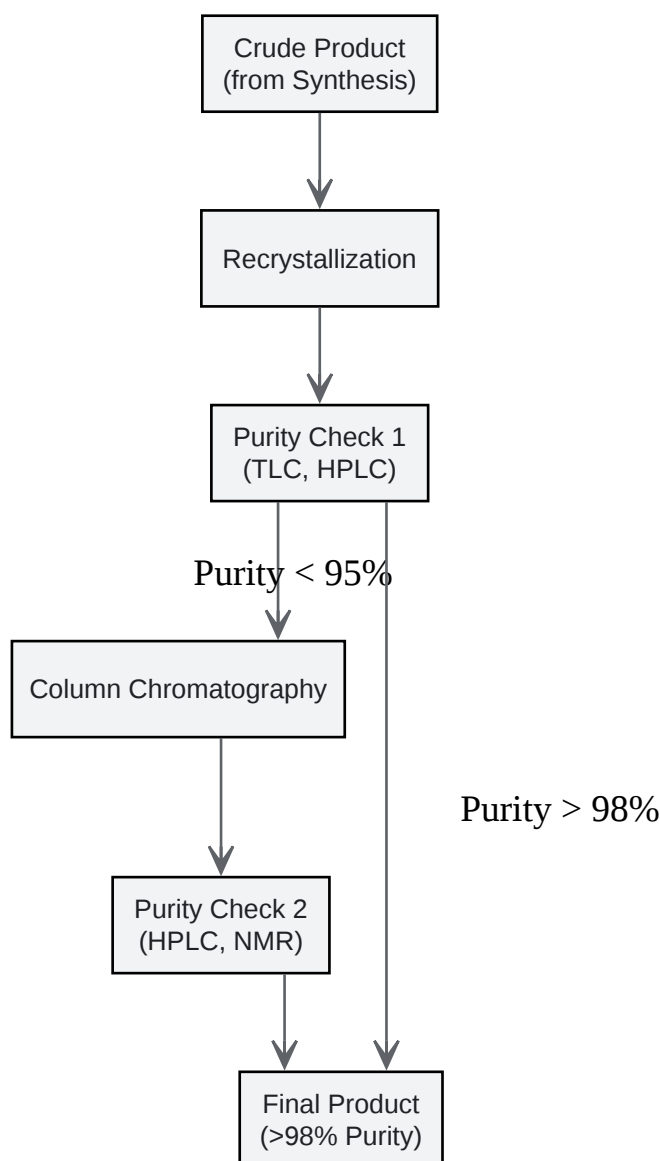 Crude Product
(from Synthesis)
Recrystallization
Purity Check 1
(TLC, HPLC)
Purity < 95%
Column Chromatography
Purity > 98%
Purity Check 2
(HPLC, NMR)
Final Product
(>98% Purity)